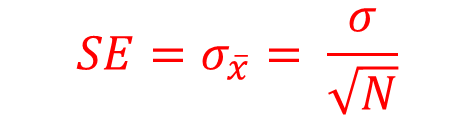 SE = σ_x̄ = σ/√N